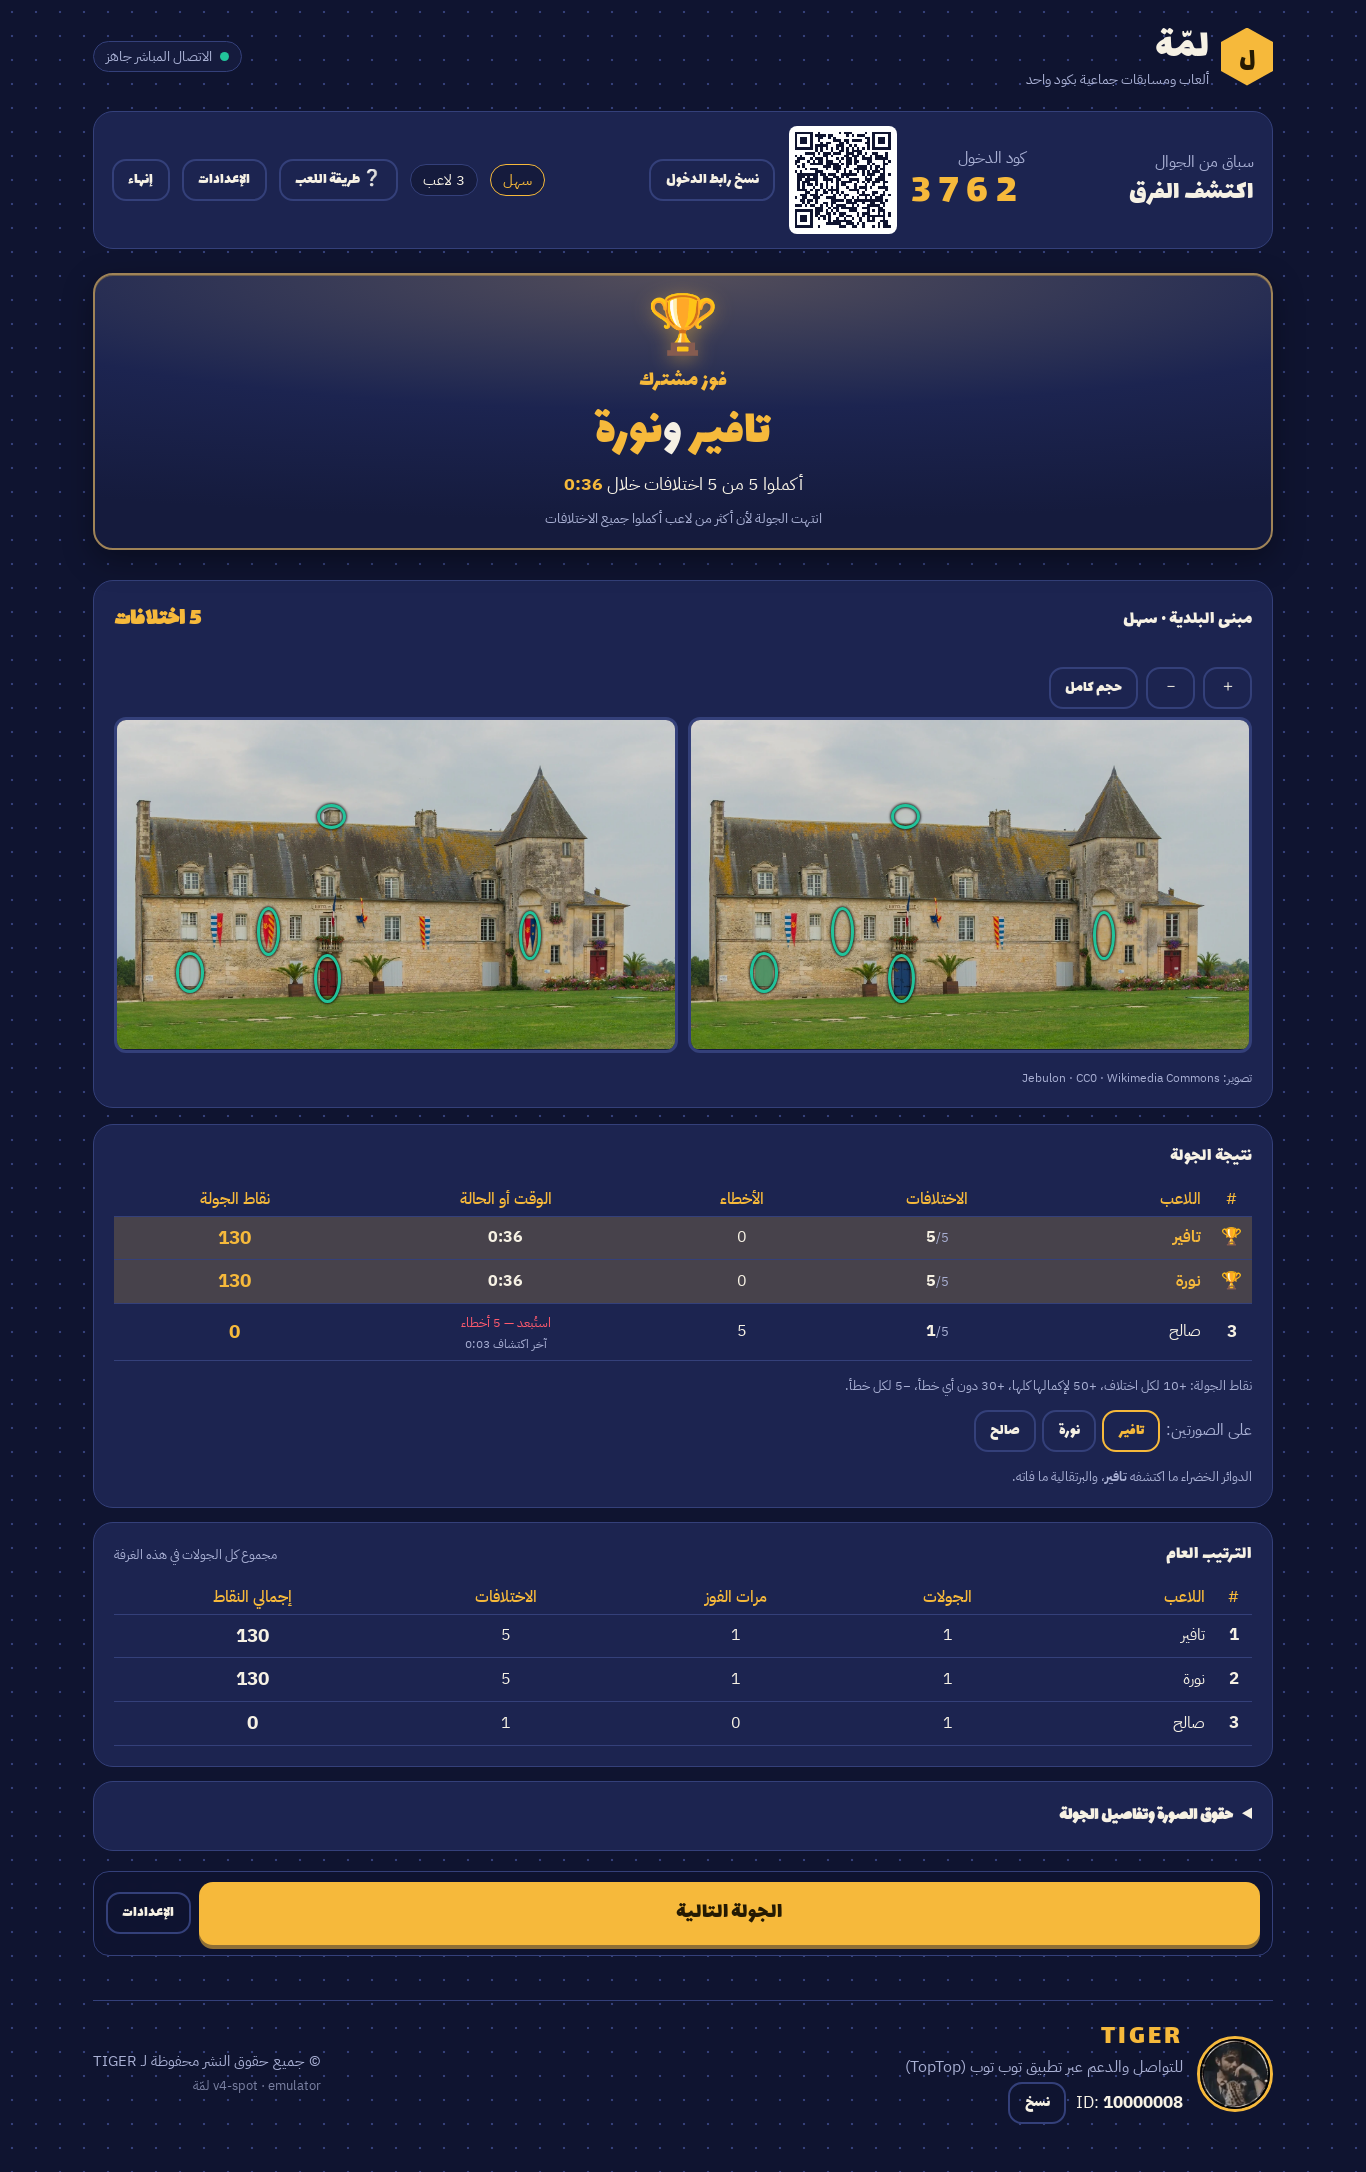 ل
لمّة
ألعاب ومسابقات جماعية بكود واحد
الاتصال المباشر جاهز
سباق من الجوال
اكتشف الفرق
كود الدخول
3762
نسخ رابط الدخول
سهل
3 لاعب
❔ طريقة اللعب
الإعدادات
إنهاء
فوز مشترك
تافير ونورة
أكملوا 5 من 5 اختلافات خلال 0:36
انتهت الجولة لأن أكثر من لاعب أكملوا جميع الاختلافات
مبنى البلدية · سهل
5 اختلافات
+
−
حجم كامل
تصوير: Jebulon · CC0 · Wikimedia Commons
نتيجة الجولة
# اللاعب الاختلافات الأخطاء الوقت أو الحالة نقاط الجولة
🏆 تافير 5/5 0 0:36 130
🏆 نورة 5/5 0 0:36 130
3 صالح 1/5 5 استُبعد — 5 أخطاء 0
آخر اكتشاف 0:03
نقاط الجولة: +10 لكل اختلاف، +50 لإكمالها كلها، +30 دون أي خطأ، −5 لكل خطأ.
على الصورتين: تافير نورة صالح
الدوائر الخضراء ما اكتشفه تافير، والبرتقالية ما فاته.
الترتيب العام
مجموع كل الجولات في هذه الغرفة
# اللاعب الجولات مرات الفوز الاختلافات إجمالي النقاط
1 تافير 1 1 5 130
2 نورة 1 1 5 130
3 صالح 1 0 1 0
حقوق الصورة وتفاصيل الجولة
الجولة التالية
الإعدادات
TIGER
للتواصل والدعم عبر تطبيق توب توب (TopTop)
ID: 10000008
نسخ
© جميع حقوق النشر محفوظة لـ TIGER
لمّة v4-spot · emulator